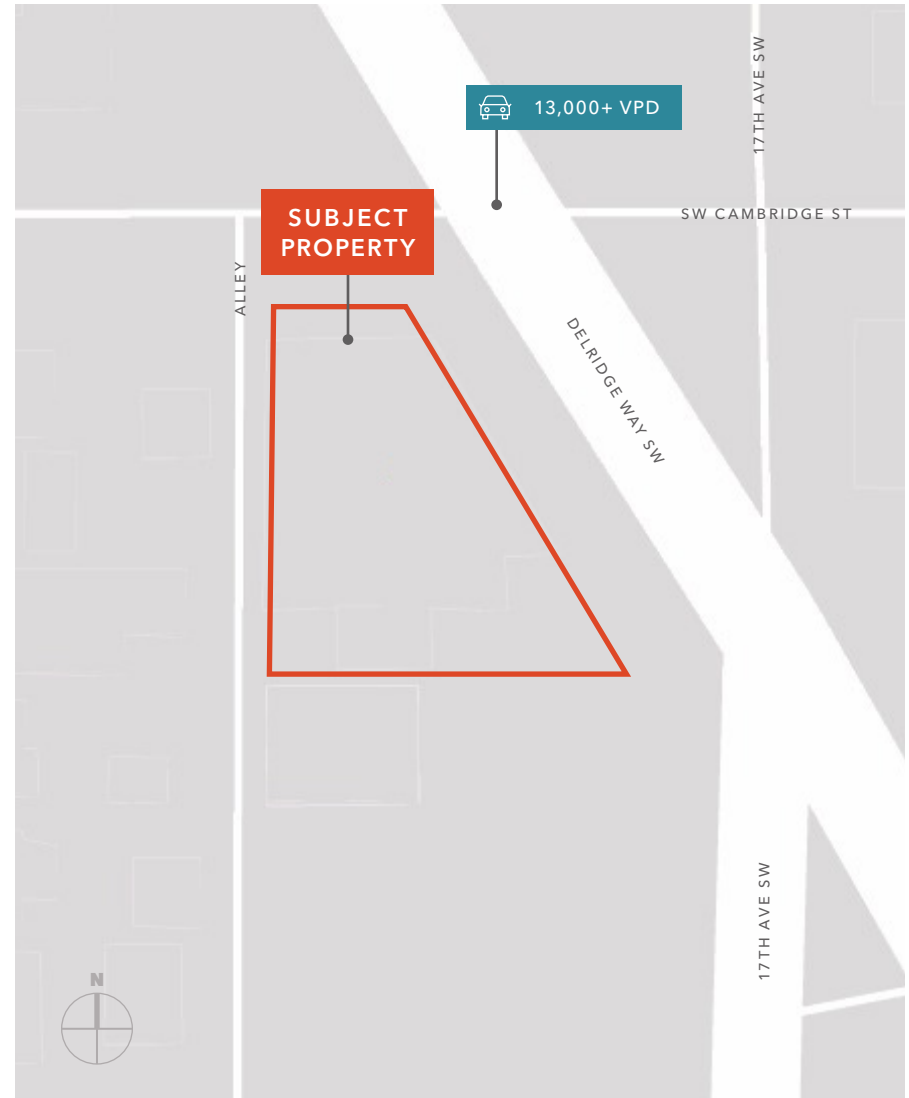 17TH AVE SW
13,000+ VPD
SUBJECT
PROPERTY
SW CAMBRIDGE ST
ALLEY
DELRIDGE WAY SW
17TH AVE SW
N